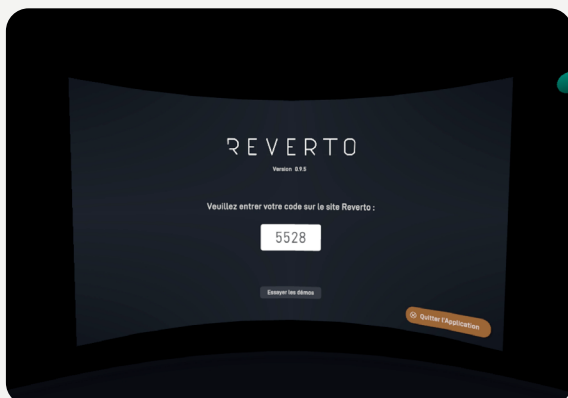 REVERTO
Version 0.9.5
Veuillez entrer votre code sur le site Reverto :
5528
Essayer les démos
Quitter l'Application